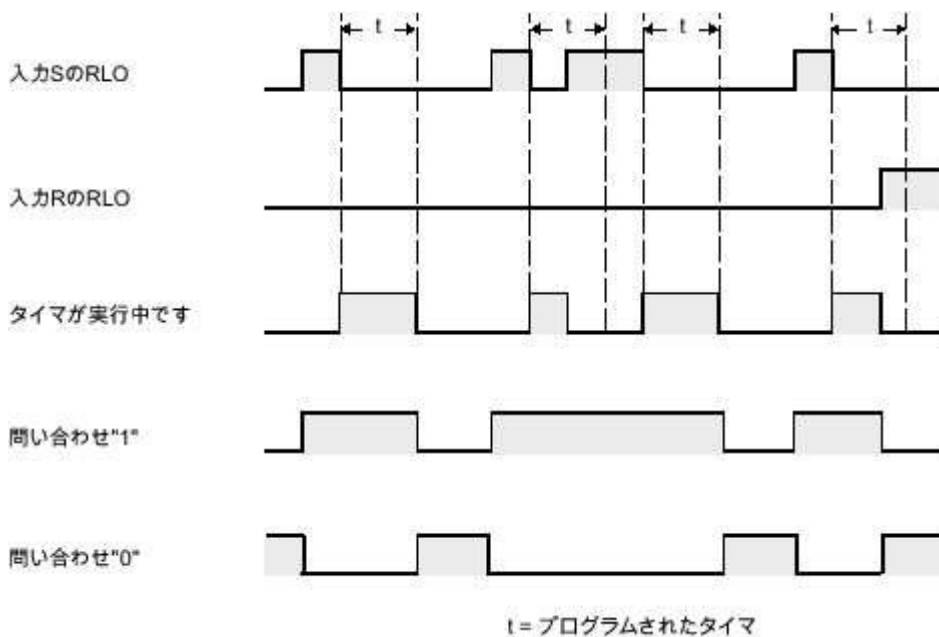 t t t t
入力SのRLO
入力RのRLO
タイマが実行中です
問い合わせ"1"
問い合わせ"0"
t = プログラムされたタイマ